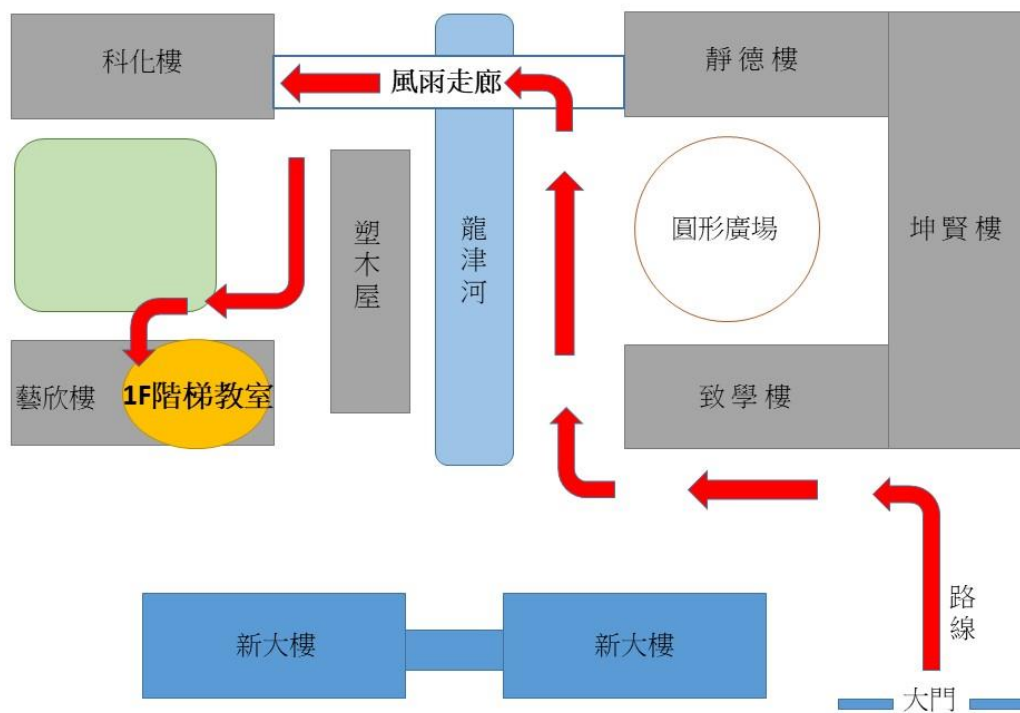 科化樓
風雨走廊
靜德樓
塑木屋
龍津河
圓形廣場
坤賢樓
藝欣樓
1F階梯教室
致學樓
路線
新大樓
新大樓
大門